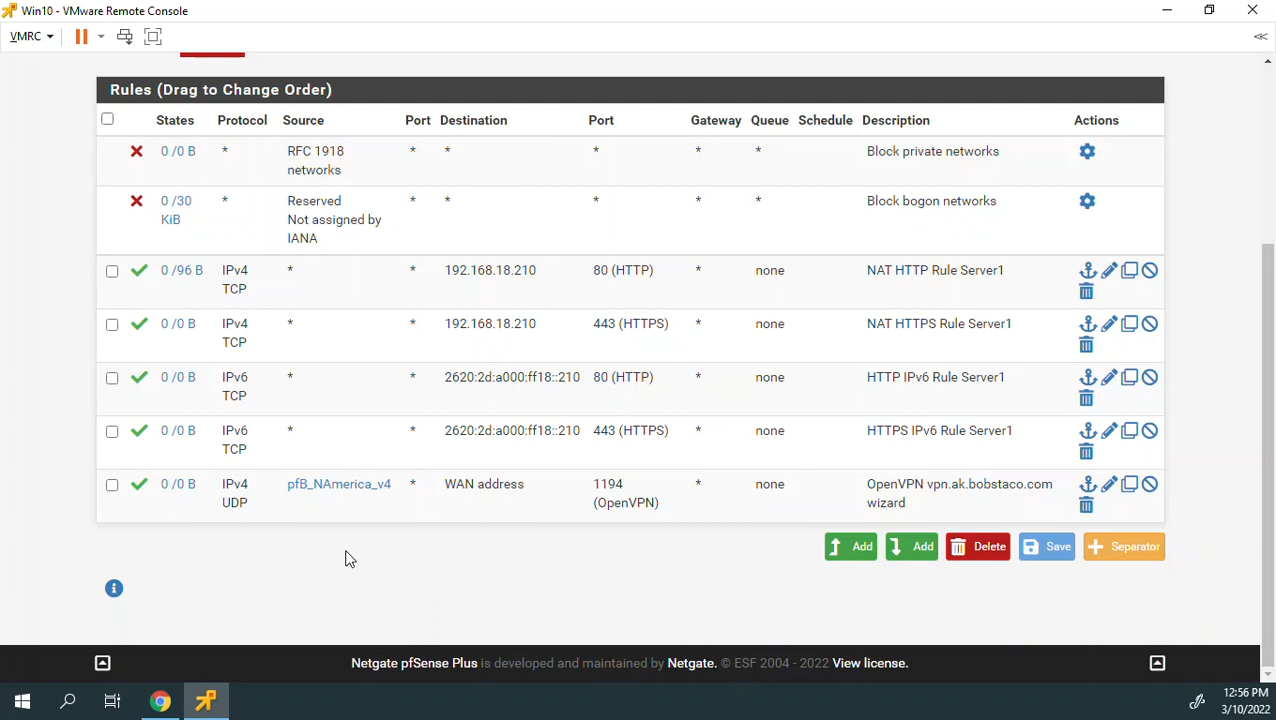 Win10 - VMware Remote Console
VMRC
Rules (Drag to Change Order)
States Protocol Source Port Destination Port Gateway Queue Schedule Description Actions
0 /0 B * RFC 1918 * * * * * Block private networks
networks
0 /30 * Reserved * * * * * Block bogon networks
KiB Not assigned by
IANA
0 /96 B IPv4 * * 192.168.18.210 80 (HTTP) * none NAT HTTP Rule Server1
TCP
0 /0 B IPv4 * * 192.168.18.210 443 (HTTPS) * none NAT HTTPS Rule Server1
TCP
0 /0 B IPv6 * * 2620:2d:a000:ff18::210 80 (HTTP) * none HTTP IPv6 Rule Server1
TCP
0 /0 B IPv6 * * 2620:2d:a000:ff18::210 443 (HTTPS) * none HTTPS IPv6 Rule Server1
TCP
0 /0 B IPv4 pfB_NAmerica_v4 * WAN address 1194 * none OpenVPN vpn.ak.bobstaco.com
UDP (OpenVPN) wizard
Add Add Delete Save Separator
Netgate pfSense Plus is developed and maintained by Netgate. © ESF 2004 - 2022 View license.
12:56 PM
3/10/2022